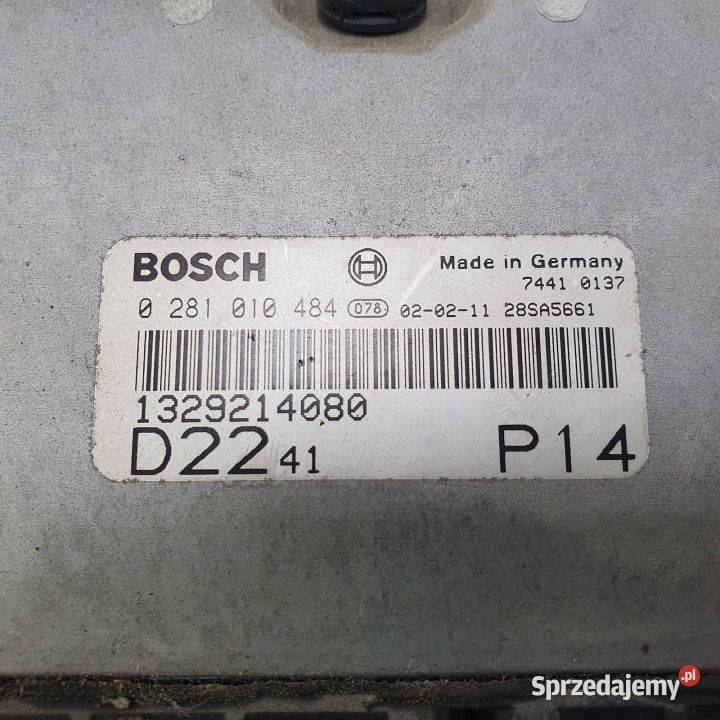 BOSCH Made in Germany
7441 0137
0 281 010 484 078 02-02-11 28SA5661
1329214080
D22 41 P14
Sprzedajemy.pl